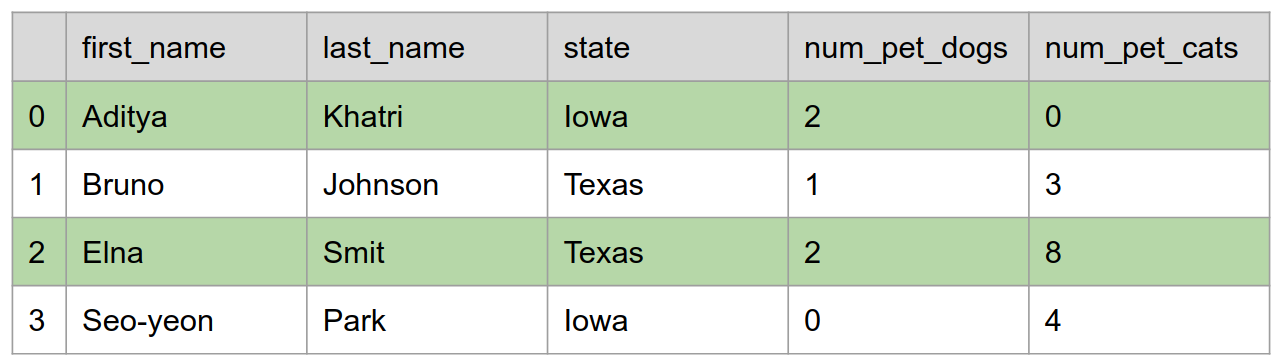 first_name last_name state num_pet_dogs num_pet_cats
0 Aditya Khatri Iowa 2 0
1 Bruno Johnson Texas 1 3
2 Elna Smit Texas 2 8
3 Seo-yeon Park Iowa 0 4